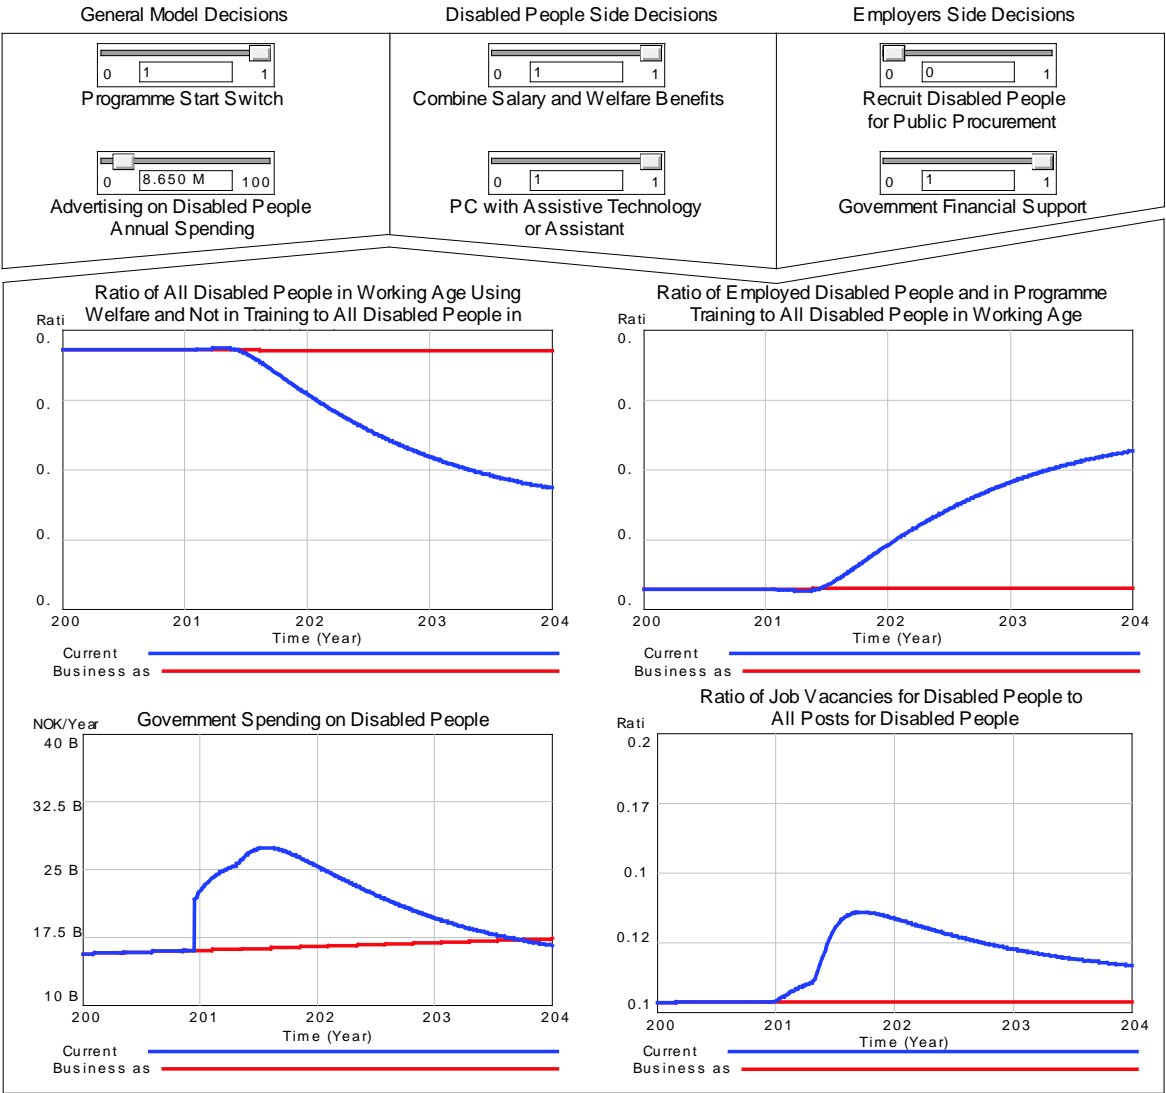 General Model Decisions
Disabled People Side Decisions
Employers Side Decisions
0 1 1
Programme Start Switch
0 1 1
Combine Salary and Welfare Benefits
0 0 1
Recruit Disabled People
for Public Procurement
0 8.650 M 100
Advertising on Disabled People
Annual Spending
0 1 1
PC with Assistive Technology
or Assistant
0 1 1
Government Financial Support
Ratio of All Disabled People in Working Age Using
Welfare and Not in Training to All Disabled People in
Rati
0.
0.
0.
0.
0.
200 201 202 203 204
Time (Year)
Current
Business as
Ratio of Employed Disabled People and in Programme
Training to All Disabled People in Working Age
Rati
0.
0.
0.
0.
0.
200 201 202 203 204
Time (Year)
Current
Business as
NOK/Year
Government Spending on Disabled People
40 B
32.5 B
25 B
17.5 B
10 B
200 201 202 203 204
Time (Year)
Current
Business as
Ratio of Job Vacancies for Disabled People to
All Posts for Disabled People
Rati
0.2
0.17
0.1
0.12
0.1
200 201 202 203 204
Time (Year)
Current
Business as